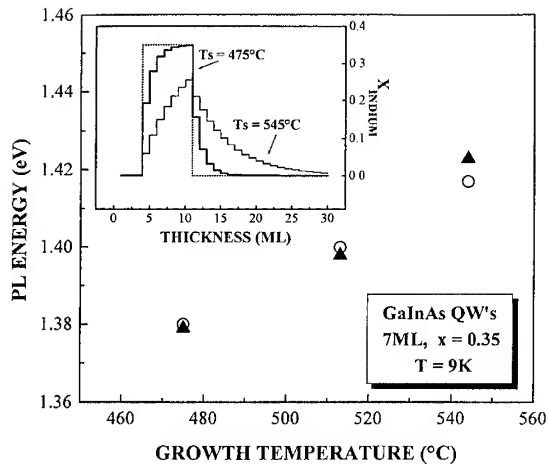 1.46
1.44
1.42
1.40
1.38
1.36
PL ENERGY (eV)
460
480
500
520
540
560
GROWTH TEMPERATURE (°C)
0.4
0.3
0.2
0.1
0.0
X INDIUM
0
5
10
15
20
25
30
THICKNESS (ML)
Ts = 475°C
Ts = 545°C
GaInAs QW's
7ML, x = 0.35
T = 9K